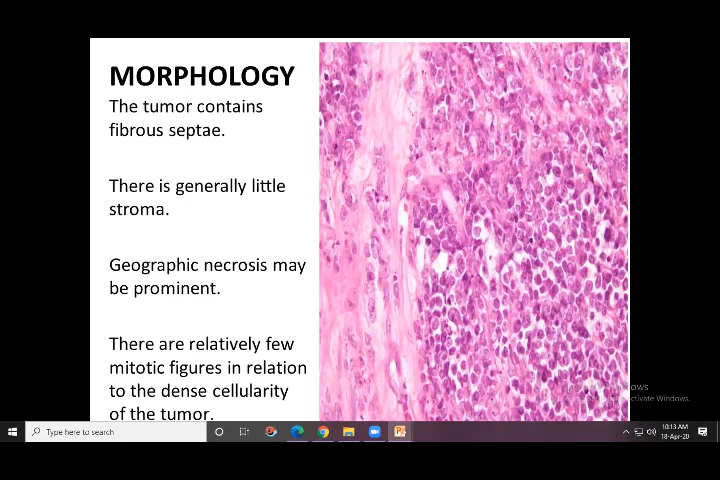 MORPHOLOGY
The tumor contains
fibrous septae.
There is generally little
stroma.
Geographic necrosis may
be prominent.
There are relatively few
mitotic figures in relation
to the dense cellularity
of the tumor.
Activate Windows.
Type here to search
10:13 AM
18-Apr-20